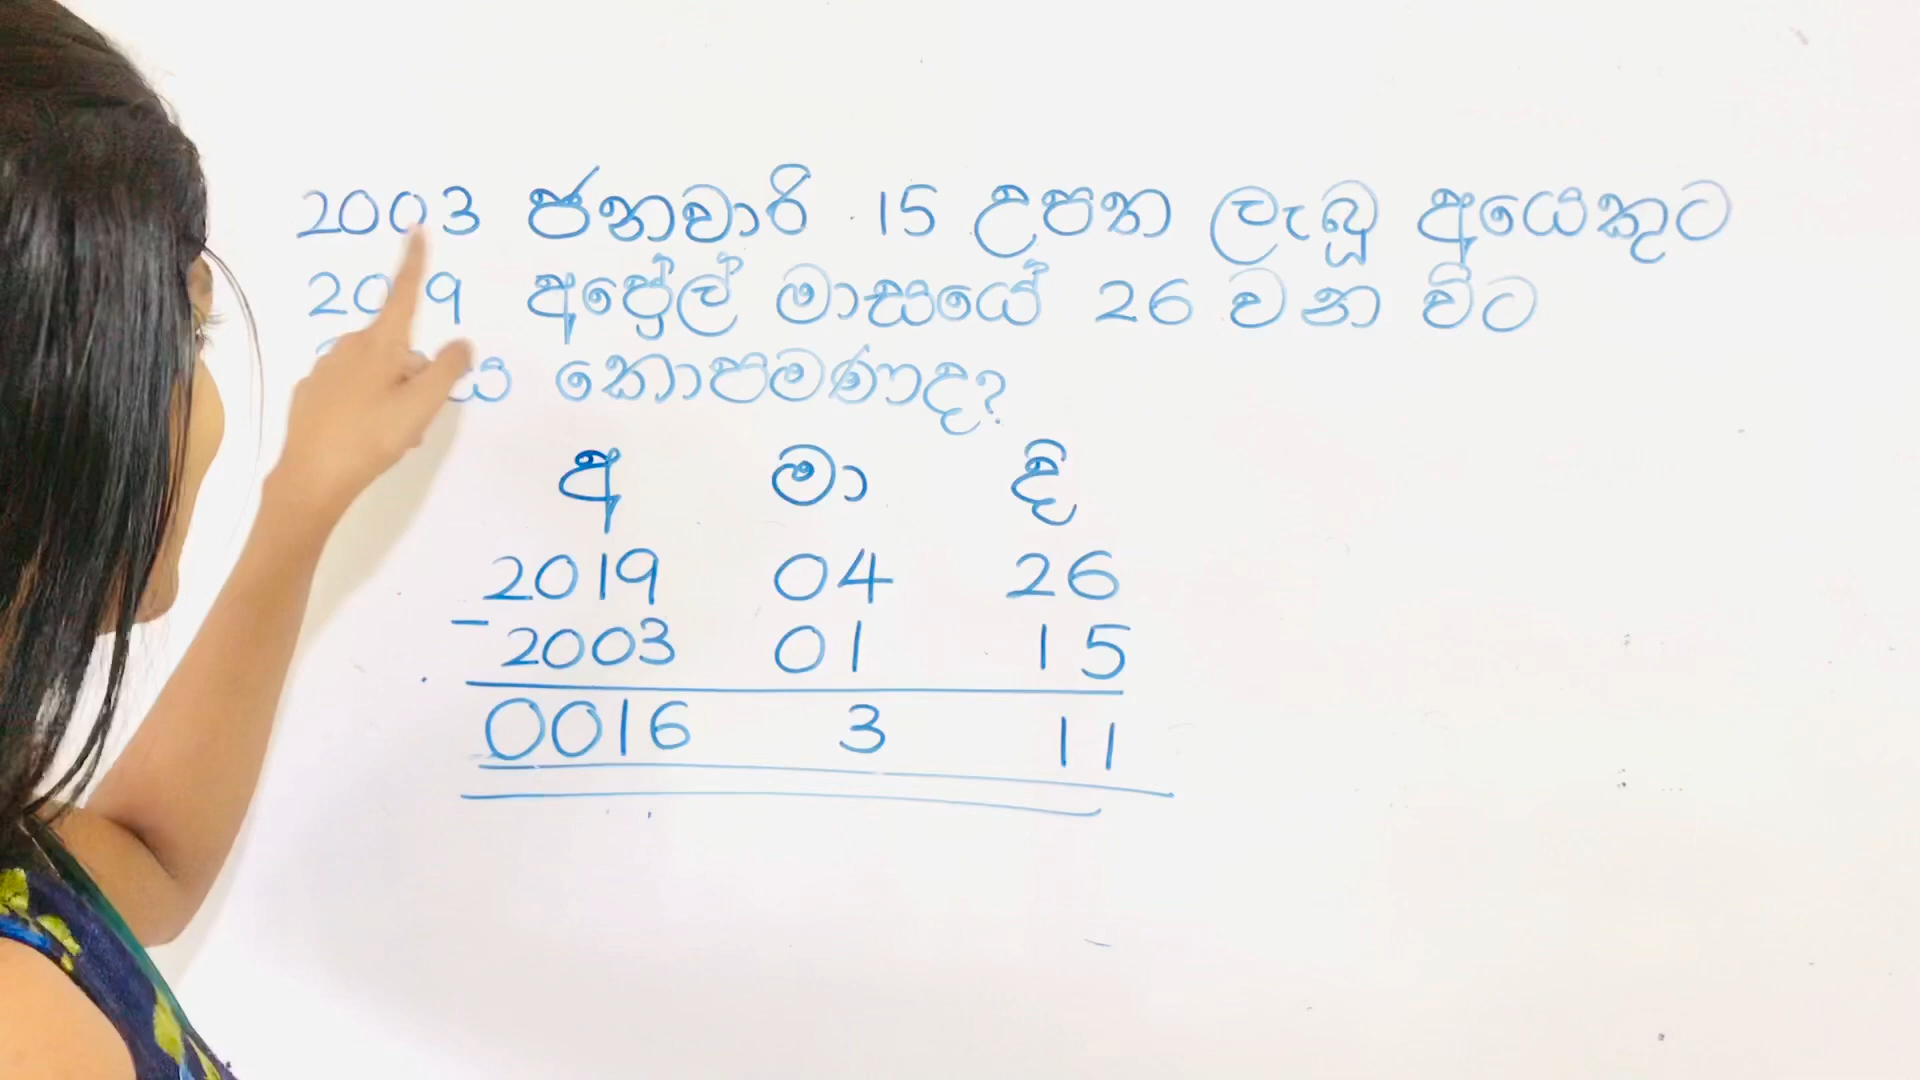 2003 ජනවාරි 15 උපත ලැබූ අයෙකුට
2019 අප්‍රේල් මාසයේ 26 වන විට
කොපමණද?
අ මා දි
2019 04 26
- 2003 01 15
0016 3 11